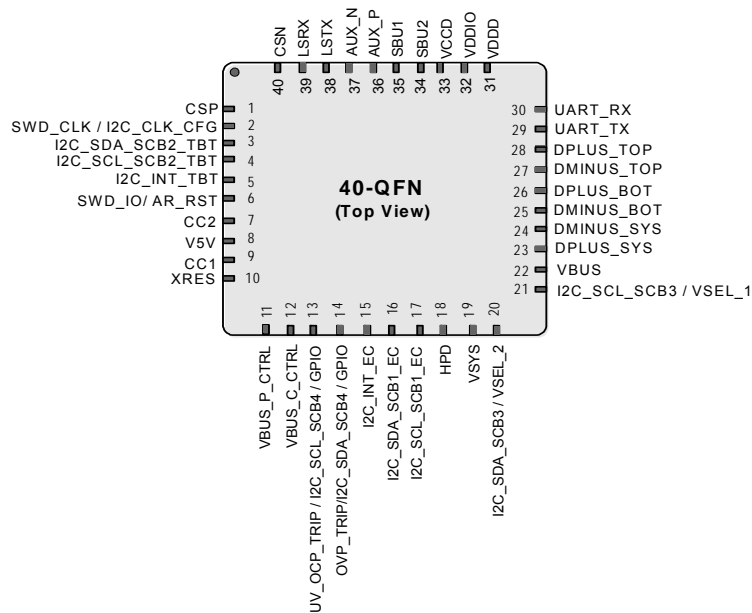 CSN
LSRX
LSTX
AUX_N
AUX_P
SBU1
SBU2
VCCD
VDDIO
VDDD
40
39
38
37
36
35
34
33
32
31
CSP 1
SWD_CLK / I2C_CLK_CFG 2
I2C_SDA_SCB2_TBT 3
I2C_SCL_SCB2_TBT 4
I2C_INT_TBT 5
SWD_IO/ AR_RST 6
CC2 7
V5V 8
CC1 9
XRES 10
40-QFN
(Top View)
30 UART_RX
29 UART_TX
28 DPLUS_TOP
27 DMINUS_TOP
26 DPLUS_BOT
25 DMINUS_BOT
24 DMINUS_SYS
23 DPLUS_SYS
22 VBUS
21 I2C_SCL_SCB3 / VSEL_1
11
12
13
14
15
16
17
18
19
20
VBUS_P_CTRL
VBUS_C_CTRL
UV_OCP_TRIP / I2C_SCL_SCB4 / GPIO
OVP_TRIP/I2C_SDA_SCB4 / GPIO
I2C_INT_EC
I2C_SDA_SCB1_EC
I2C_SCL_SCB1_EC
HPD
VSYS
I2C_SDA_SCB3 / VSEL_2